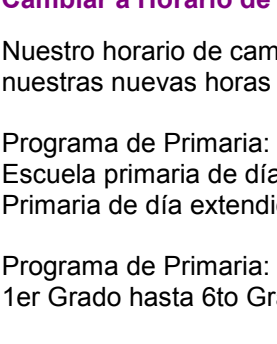 Cambiar a Horario de
Nuestro horario de cam
nuestras nuevas horas
Programa de Primaria:
Escuela primaria de día
Primaria de día extendi
Programa de Primaria:
1er Grado hasta 6to Gra